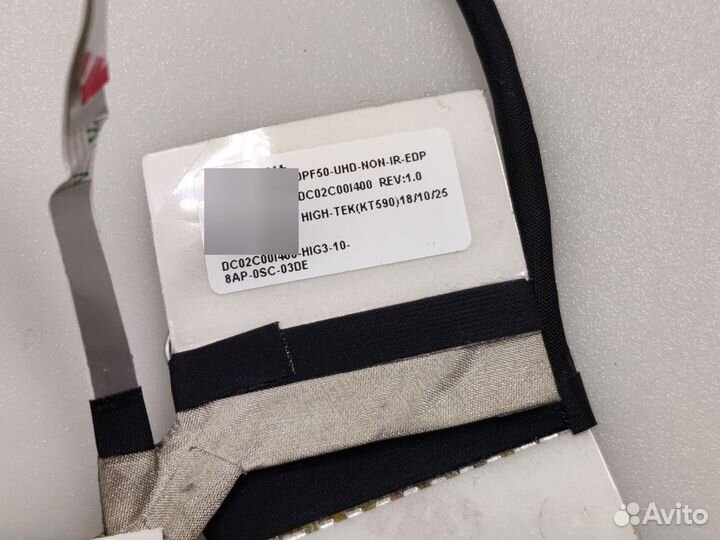 0PF50-UHD-NON-IR-EDP
DC02C00I400 REV:1.0
HIGH-TEK(KT590)18/10/25
DC02C00I400-HIG3-10-
8AP-0SC-03DE
Avito